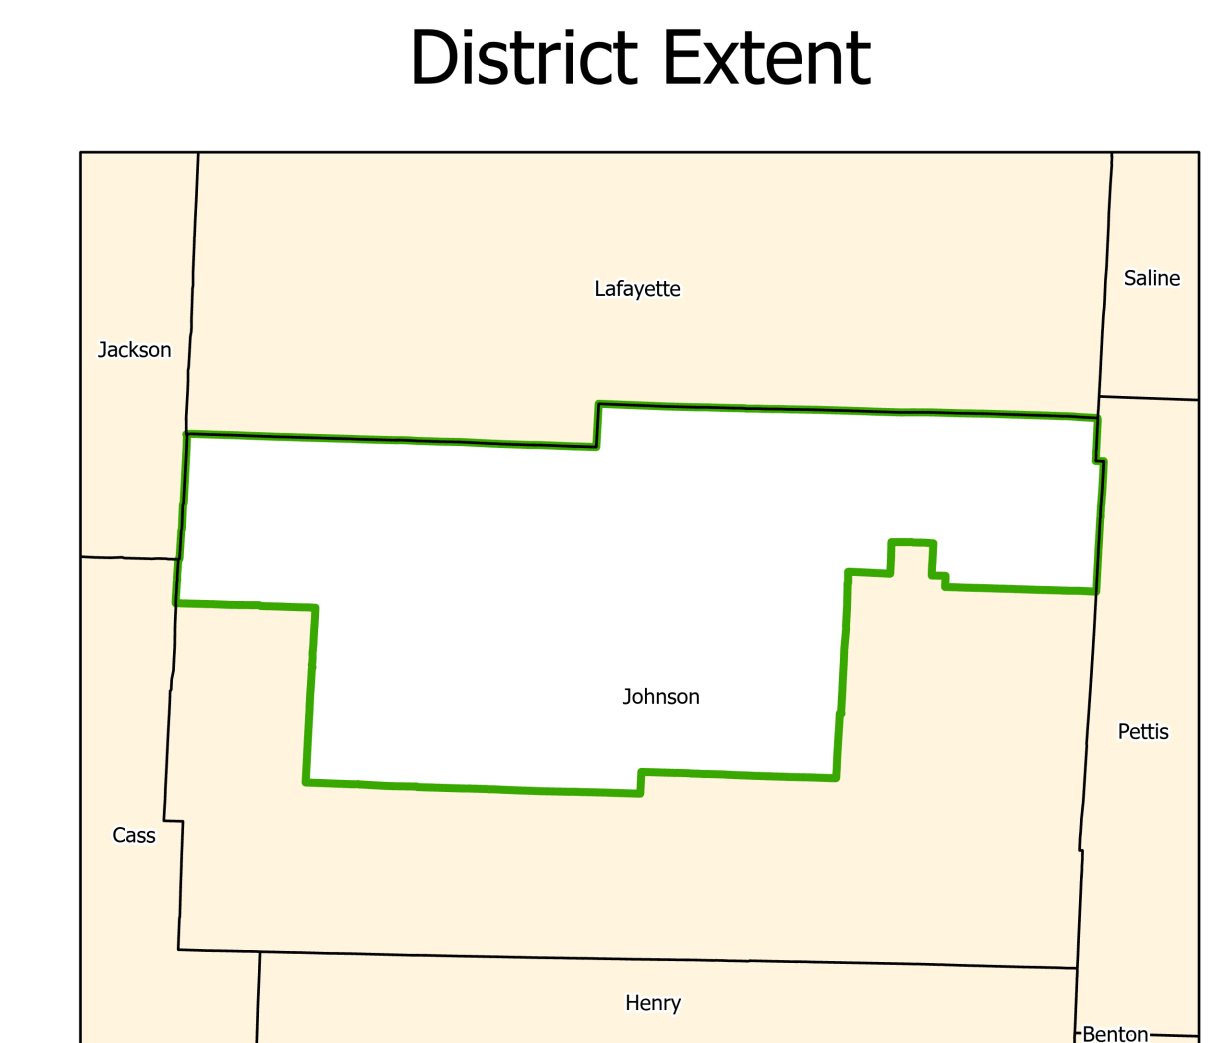 District Extent
Lafayette
Saline
Jackson
Johnson
Pettis
Cass
Henry
Benton